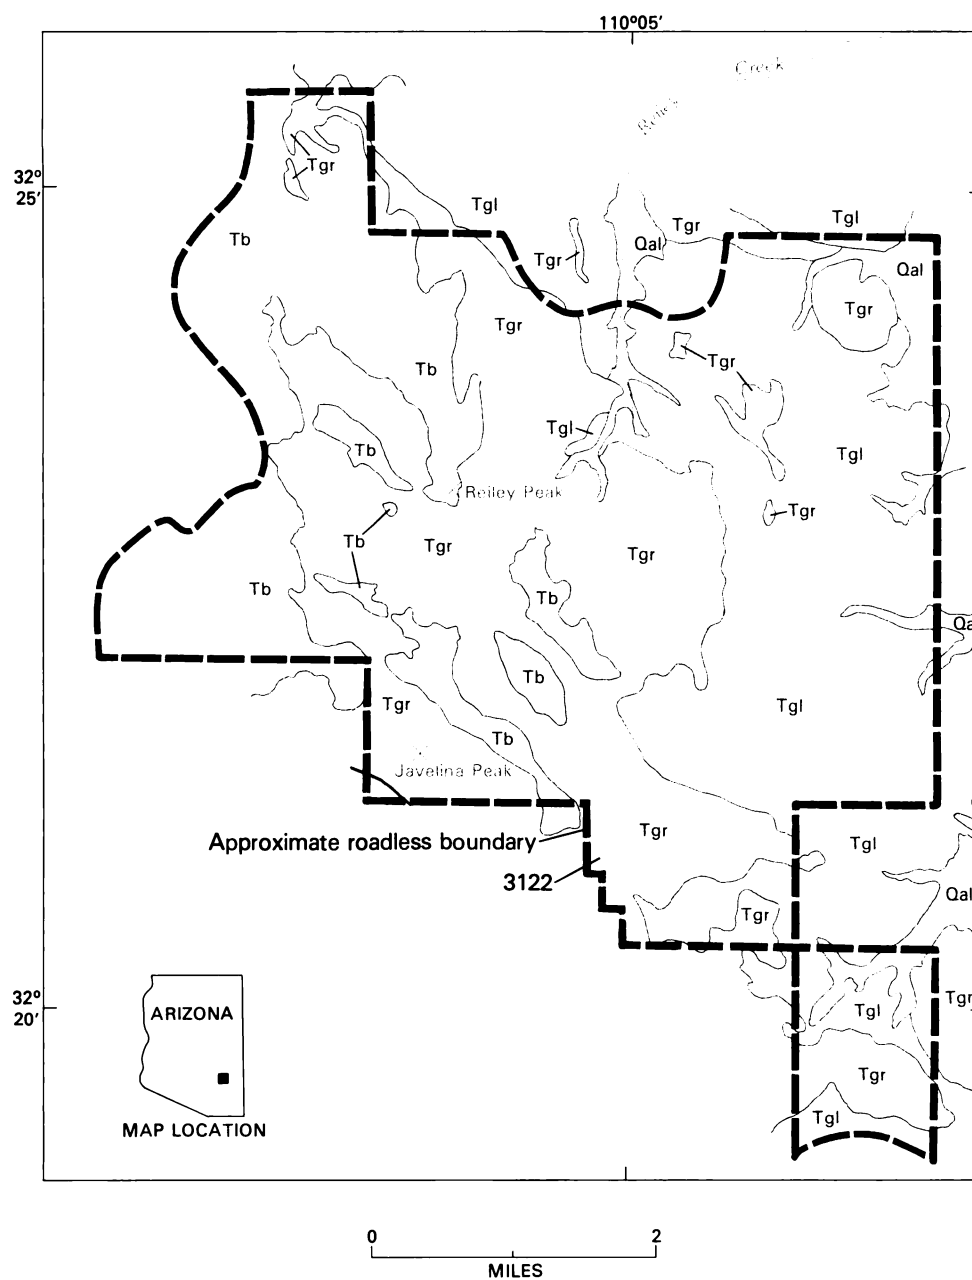 110°05'
Creek
Reiley
32°
25'
Tgr
Tgl
Tgr
Tgl
Tb
Qal
Tgr
Qal
Tgr
Tgr
Tgr
Tb
Tgl
Tb
Tgl
Reiley Peak
Tgr
Tb
Tgr
Tgr
Tb
Tb
Qa
Tb
Tgr
Tgl
Tb
Javelina Peak
Tgr
Approximate roadless boundary
Tgl
3122
Qal
Tgr
32°
20'
Tgr
ARIZONA
Tgl
Tgr
Tgl
MAP LOCATION
0
2
MILES